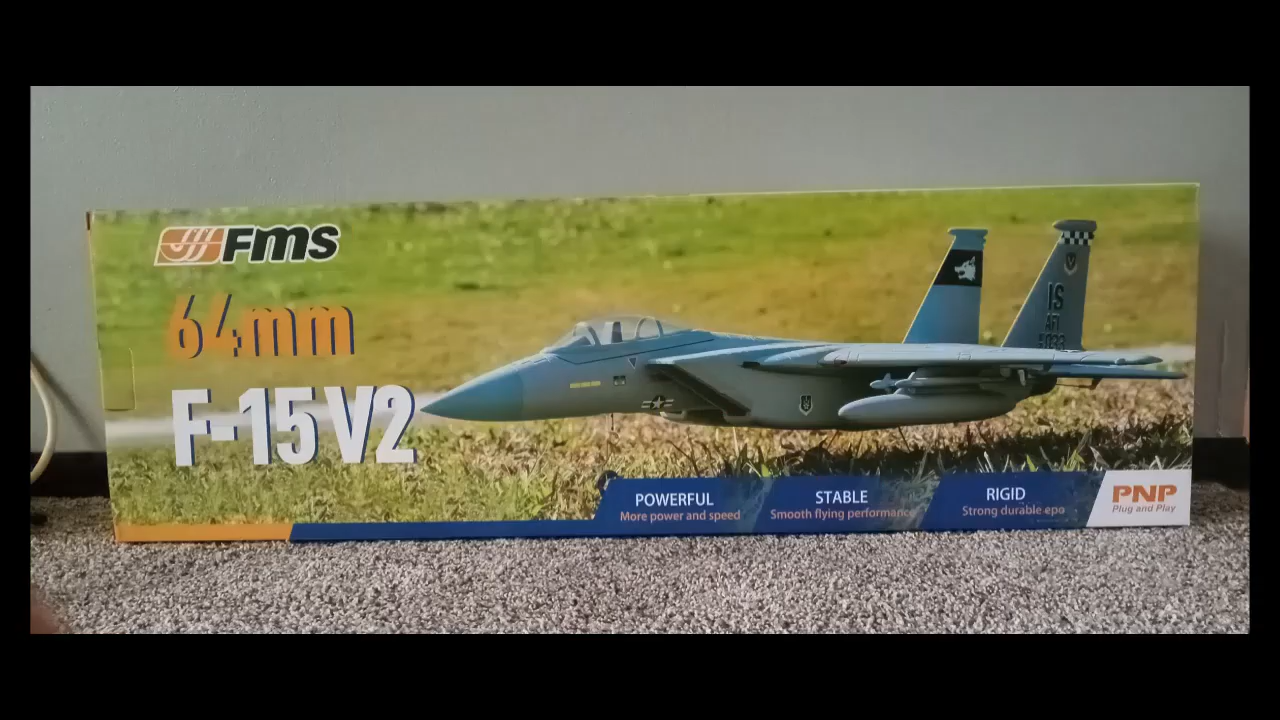 FMS
64mm
F-15 V2
IS
AF71
POWERFUL
More power and speed
STABLE
Smooth flying performance
RIGID
Strong durable epo
PNP
Plug and Play